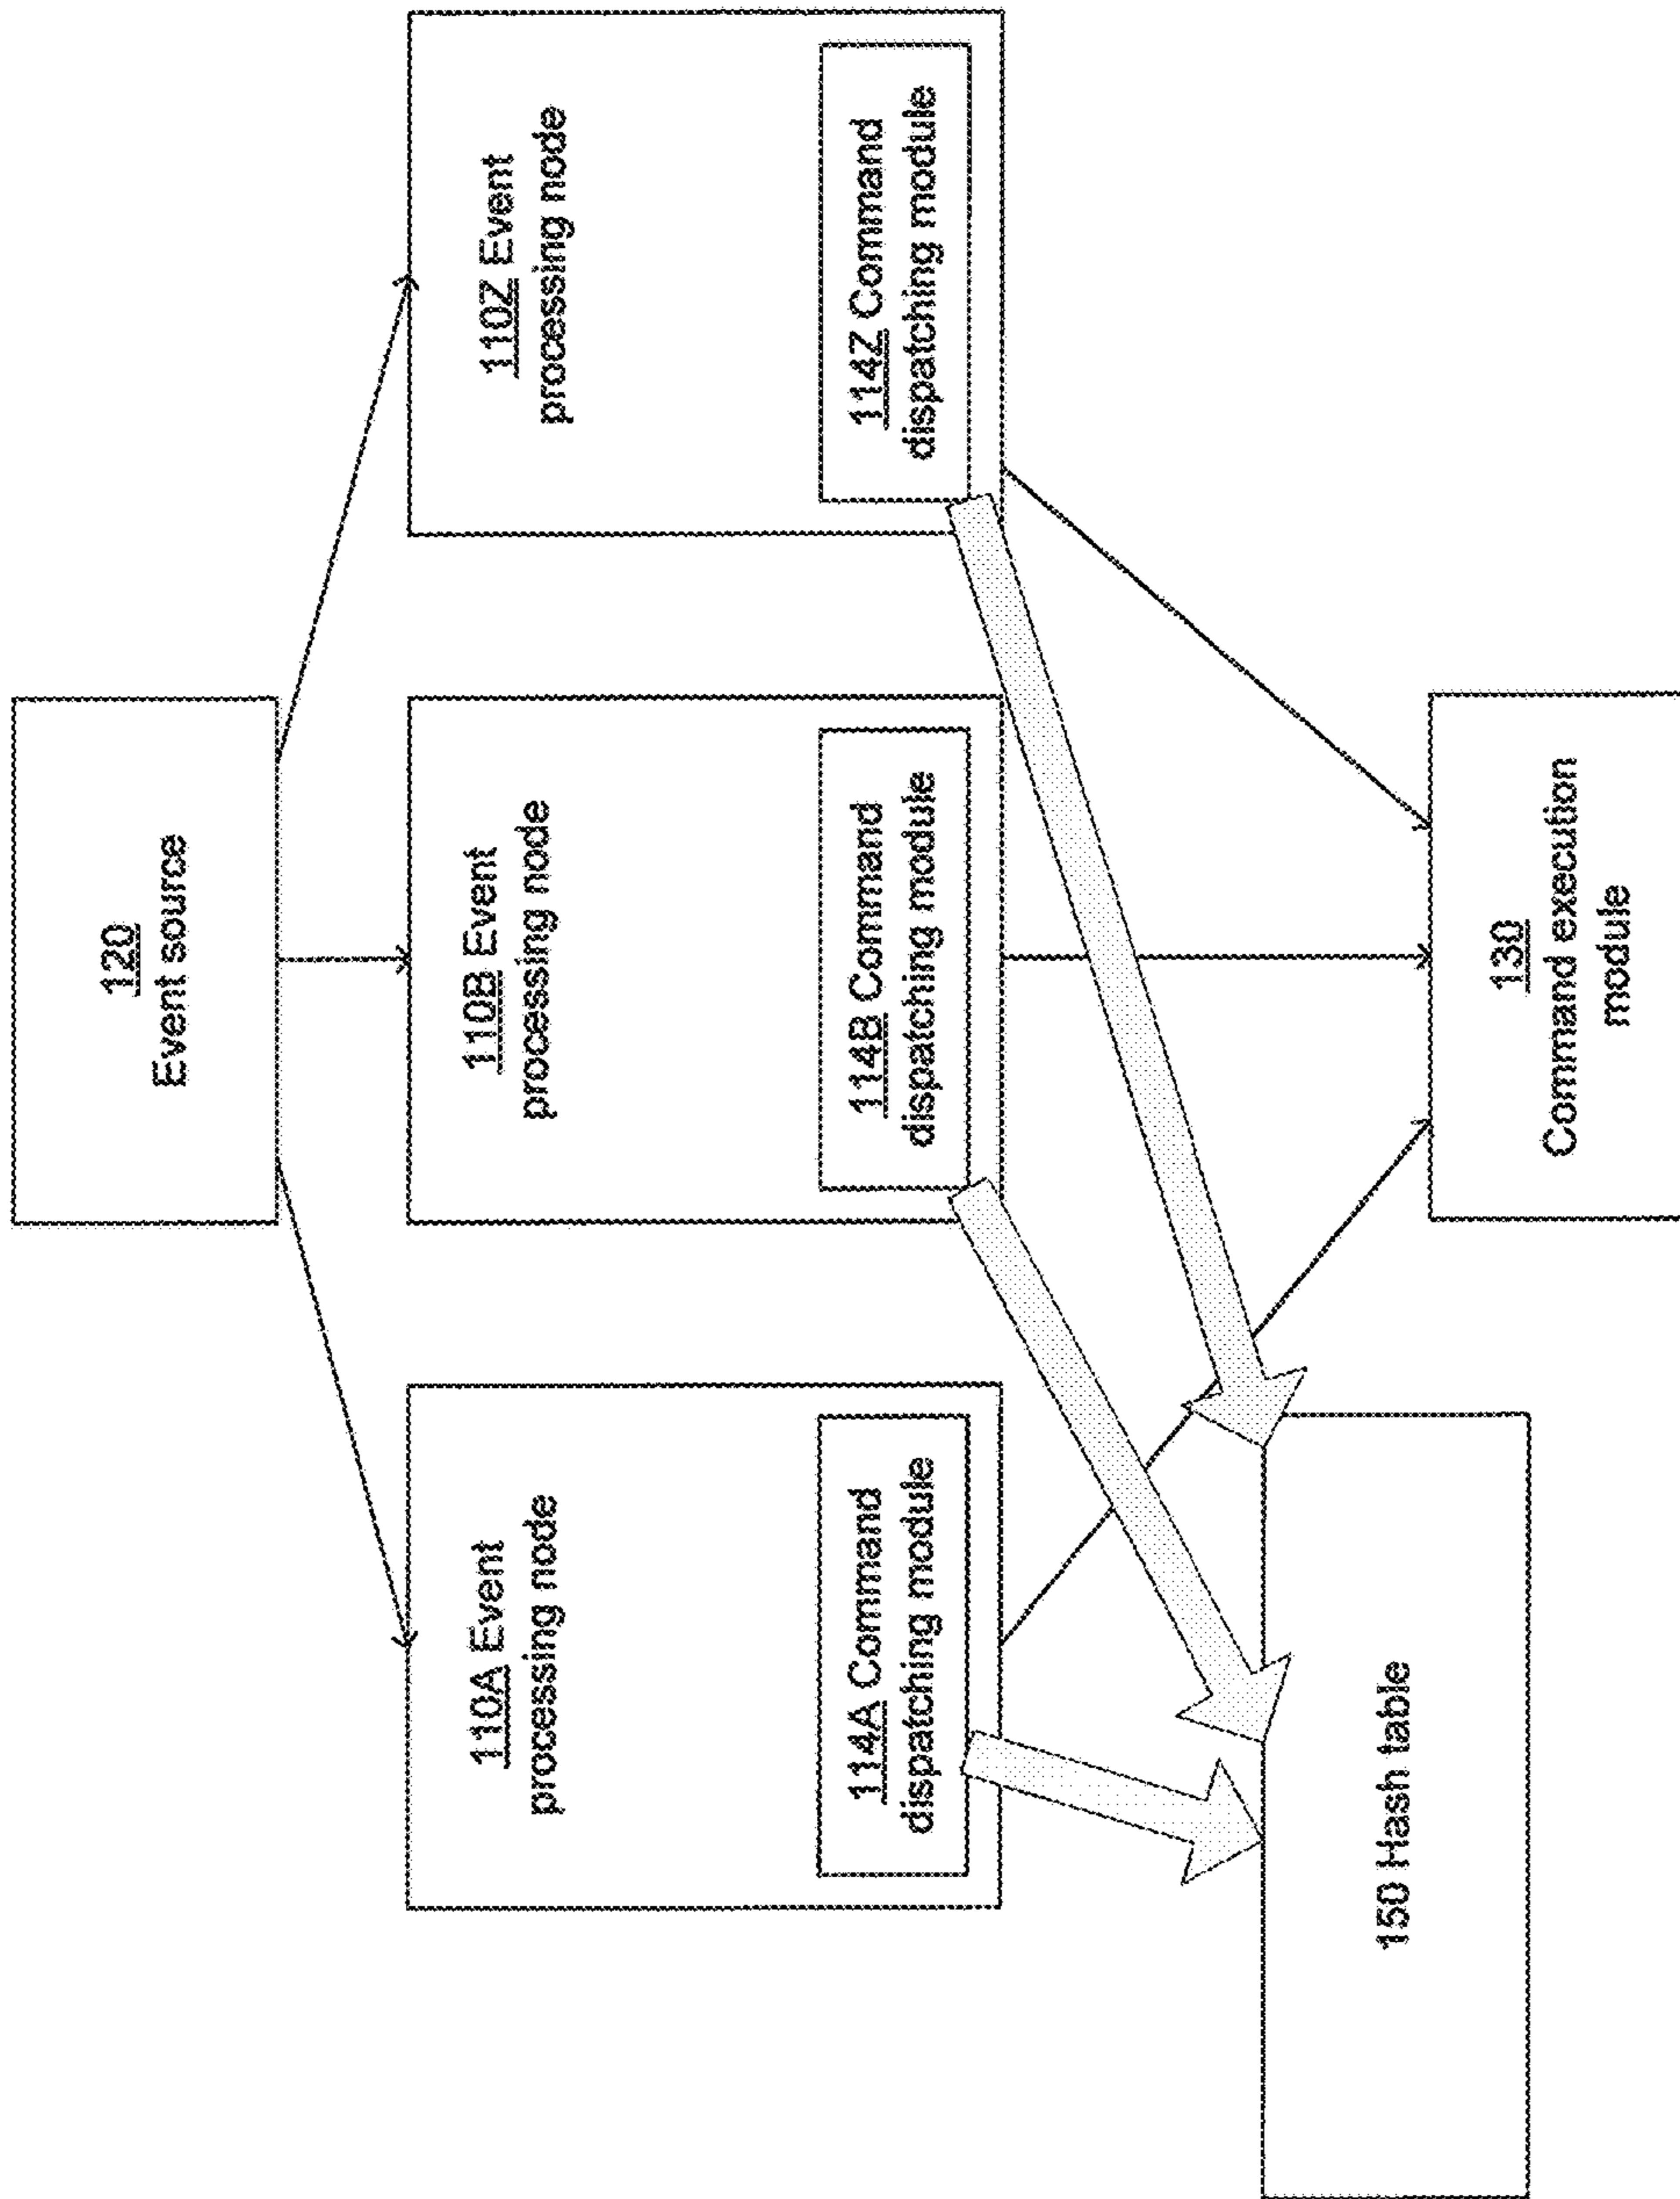 120
Event source
110A Event
processing node
114A Command
dispatching module
110B Event
processing node
114B Command
dispatching module
110Z Event
processing node
114Z Command
dispatching module
150 Hash table
130
Command execution
module